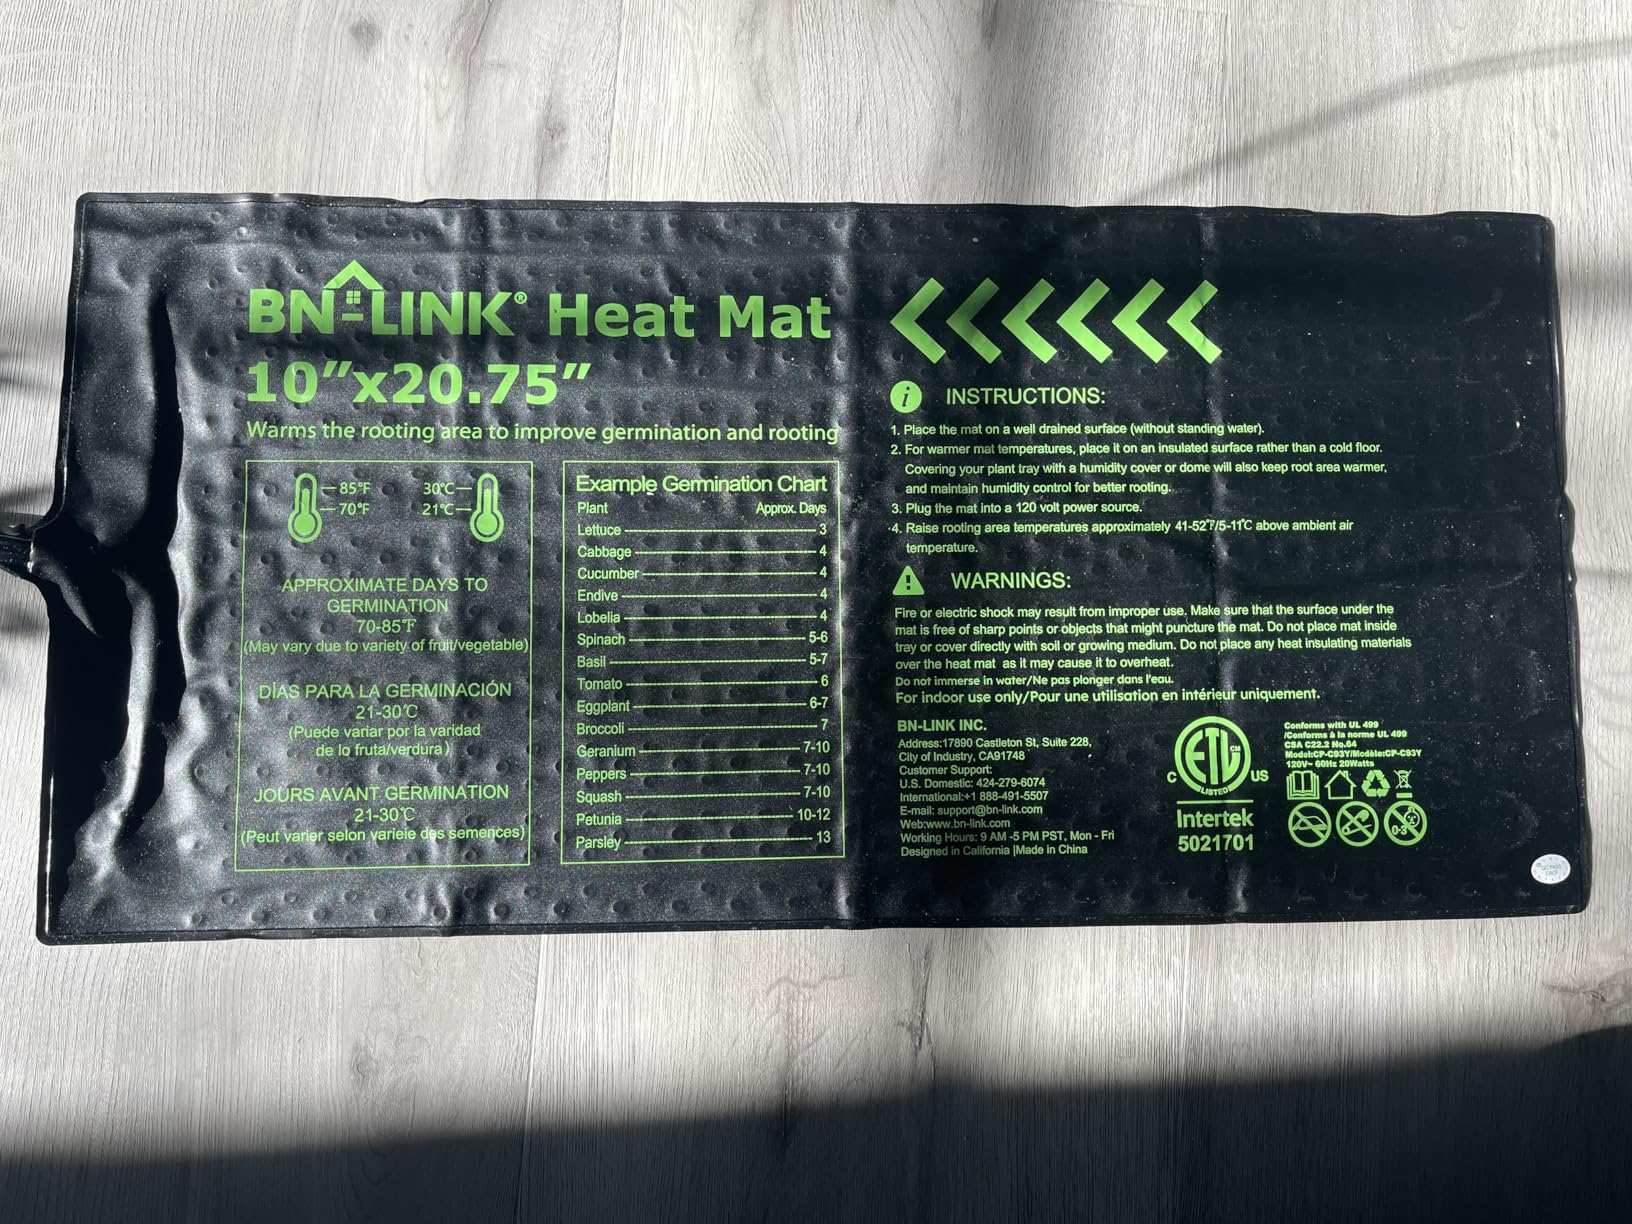 BN-LINK® Heat Mat
10"x20.75"
Warms the rooting area to improve germination and rooting
85°F
70°F
30°C
21°C
APPROXIMATE DAYS TO
GERMINATION
70-85°F
(May vary due to variety of fruit/vegetable)
DÍAS PARA LA GERMINACIÓN
21-30°C
(Puede variar por la varidad
de lo fruta/verdura)
JOURS AVANT GERMINATION
21-30°C
(Peut varier selon varieie des semences)
Example Germination Chart
Plant Approx. Days
Lettuce 3
Cabbage 4
Cucumber 4
Endive 4
Lobelia 4
Spinach 5-6
Basil 5-7
Tomato 6
Eggplant 6-7
Broccoli 7
Geranium 7-10
Peppers 7-10
Squash 7-10
Petunia 10-12
Parsley 13
i INSTRUCTIONS:
1. Place the mat on a well drained surface (without standing water).
2. For warmer mat temperatures, place it on an insulated surface rather than a cold floor.
Covering your plant tray with a humidity cover or dome will also keep root area warmer,
and maintain humidity control for better rooting.
3. Plug the mat into a 120 volt power source.
4. Raise rooting area temperatures approximately 41-52°F/5-11°C above ambient air
temperature.
! WARNINGS:
Fire or electric shock may result from improper use. Make sure that the surface under the
mat is free of sharp points or objects that might puncture the mat. Do not place mat inside
tray or cover directly with soil or growing medium. Do not place any heat insulating materials
over the heat mat as it may cause it to overheat.
Do not immerse in water/Ne pas plonger dans l'eau.
For indoor use only/Pour une utilisation en intérieur uniquement.
BN-LINK INC.
Address:17890 Castleton St, Suite 228,
City of Industry, CA91748
Customer Support:
U.S. Domestic: 424-279-6074
International:+1 888-491-5507
E-mail: support@bn-link.com
Web:www.bn-link.com
Working Hours: 9 AM -5 PM PST, Mon - Fri
Designed in California |Made in China
ETL CM
LISTED
C US
Intertek
5021701
Conforms with UL 499
/Conforms à la norme UL 499
CSA C22.2 No.64
Model:CP-C93Y/Modèle:CP-C93Y
120V~ 60Hz 20Watts
0-3